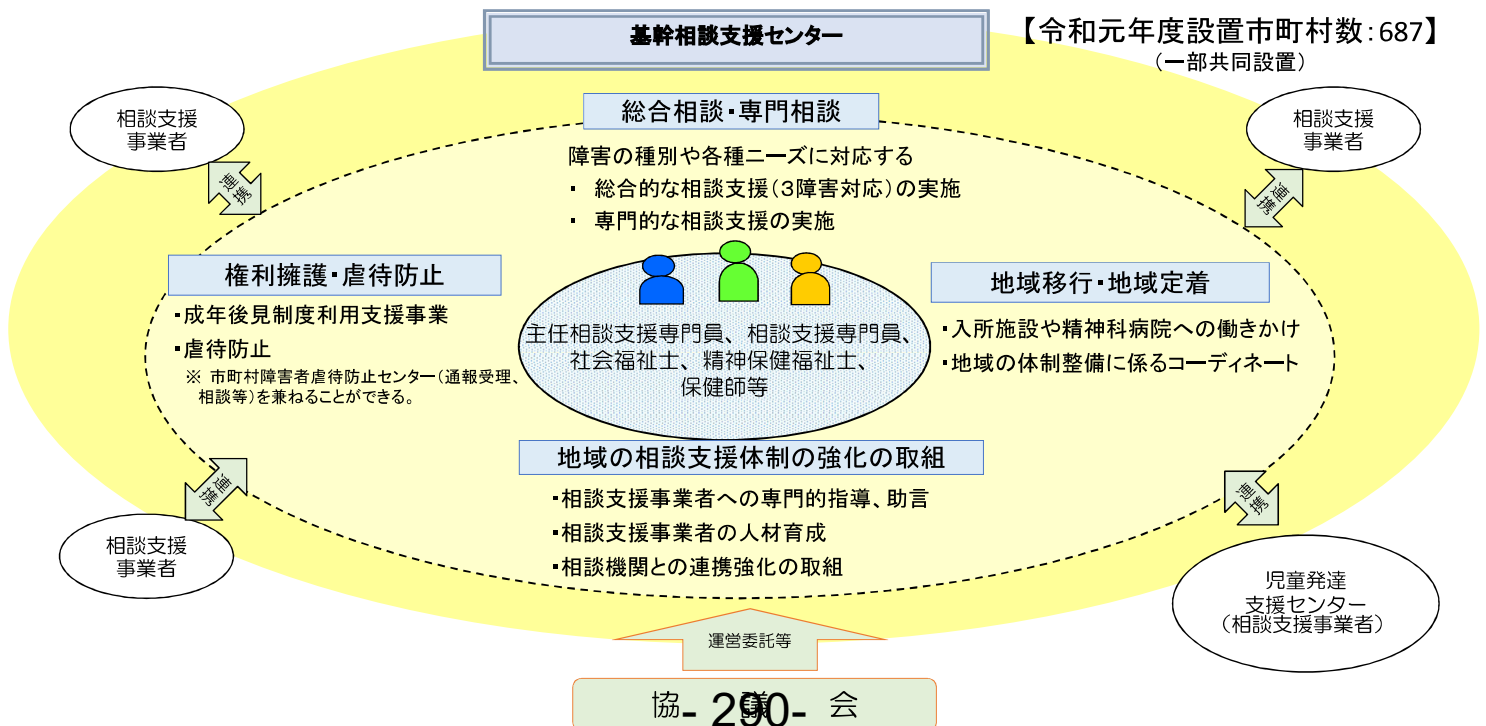 基幹相談支援センター
【令和元年度設置市町村数:687】
(一部共同設置)
相談支援
事業者
連携
相談支援
事業者
連携
総合相談・専門相談
障害の種別や各種ニーズに対応する
・ 総合的な相談支援(3障害対応)の実施
・ 専門的な相談支援の実施
権利擁護・虐待防止
・成年後見制度利用支援事業
・虐待防止
※ 市町村障害者虐待防止センター(通報受理、
相談等)を兼ねることができる。
主任相談支援専門員、相談支援専門員、
社会福祉士、精神保健福祉士、
保健師等
地域移行・地域定着
・入所施設や精神科病院への働きかけ
・地域の体制整備に係るコーディネート
地域の相談支援体制の強化の取組
・相談支援事業者への専門的指導、助言
・相談支援事業者の人材育成
・相談機関との連携強化の取組
連携
相談支援
事業者
連携
児童発達
支援センター
(相談支援事業者)
運営委託等
協 議 会
- 290-